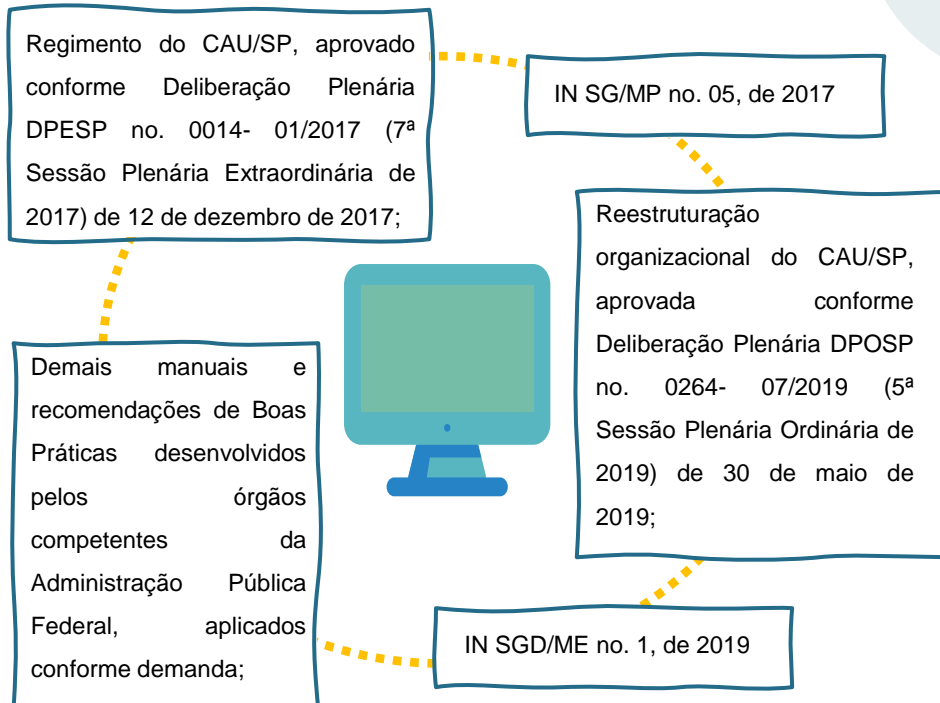 Regimento do CAU/SP, aprovado
conforme Deliberação Plenária
DPESP no. 0014- 01/2017 (7ª
Sessão Plenária Extraordinária de
2017) de 12 de dezembro de 2017;
IN SG/MP no. 05, de 2017
Reestruturação
organizacional do CAU/SP,
aprovada conforme
Deliberação Plenária DPOSP
no. 0264- 07/2019 (5ª
Sessão Plenária Ordinária de
2019) de 30 de maio de
2019;
IN SGD/ME no. 1, de 2019
Demais manuais e
recomendações de Boas
Práticas desenvolvidos
pelos órgãos
competentes da
Administração Pública
Federal, aplicados
conforme demanda;